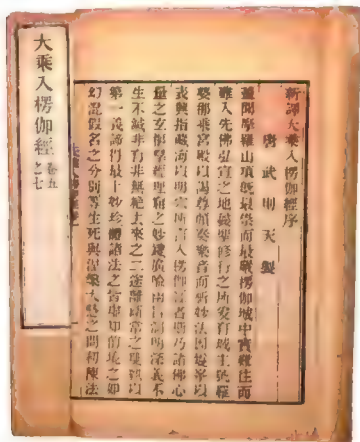 新譯大乘入楞伽經序
唐武則天製
蓋聞摩羅山頂既最崇而最嚴楞伽城中實難往而
難入先佛弘宣之地曩聖修行之所爰有城主號羅
婆那乘宮殿以謁尊顏奏樂音而祈妙法因鬘峯以
表興指藏海以明宗所言入楞伽經者斯乃諸佛心
量之玄樞羣經理窟之妙鍵廣喻幽旨洞明深義不
生不滅非有非無絕去來之二途離斷常之雙執以
第一義諦得最上妙珍體諸法之皆虛知前境之如
幻混假名之分別等生死與涅槃大慧之問初陳法
大乘入楞伽經 卷五之七